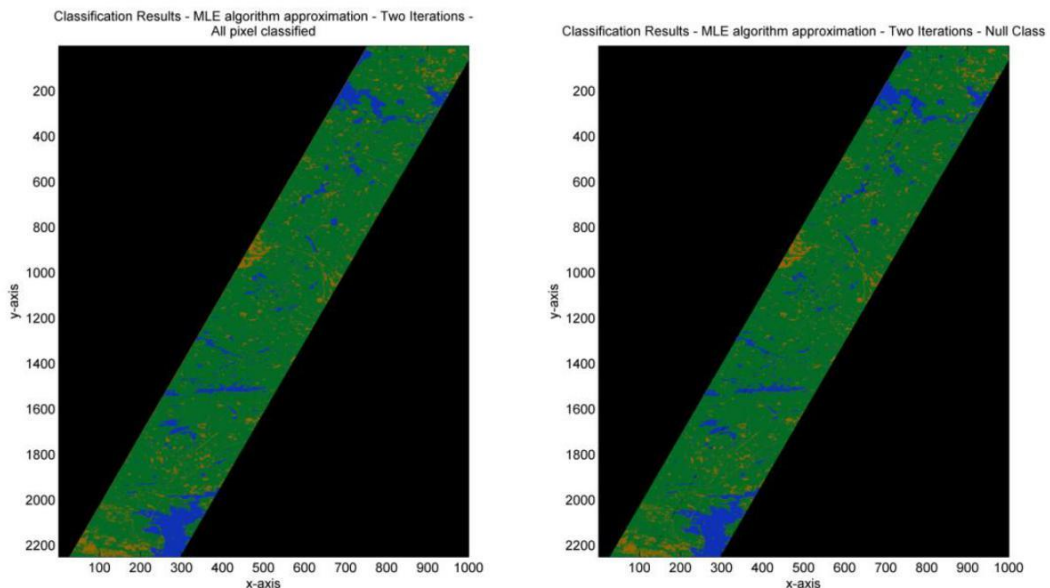 Classification Results - MLE algorithm approximation - Two Iterations -
All pixel classified
200
400
600
800
1000
1200
1400
1600
1800
2000
2200
y-axis
100 200 300 400 500 600 700 800 900 1000
x-axis
Classification Results - MLE algorithm approximation - Two Iterations - Null Class
200
400
600
800
1000
1200
1400
1600
1800
2000
2200
y-axis
100 200 300 400 500 600 700 800 900 1000
x-axis